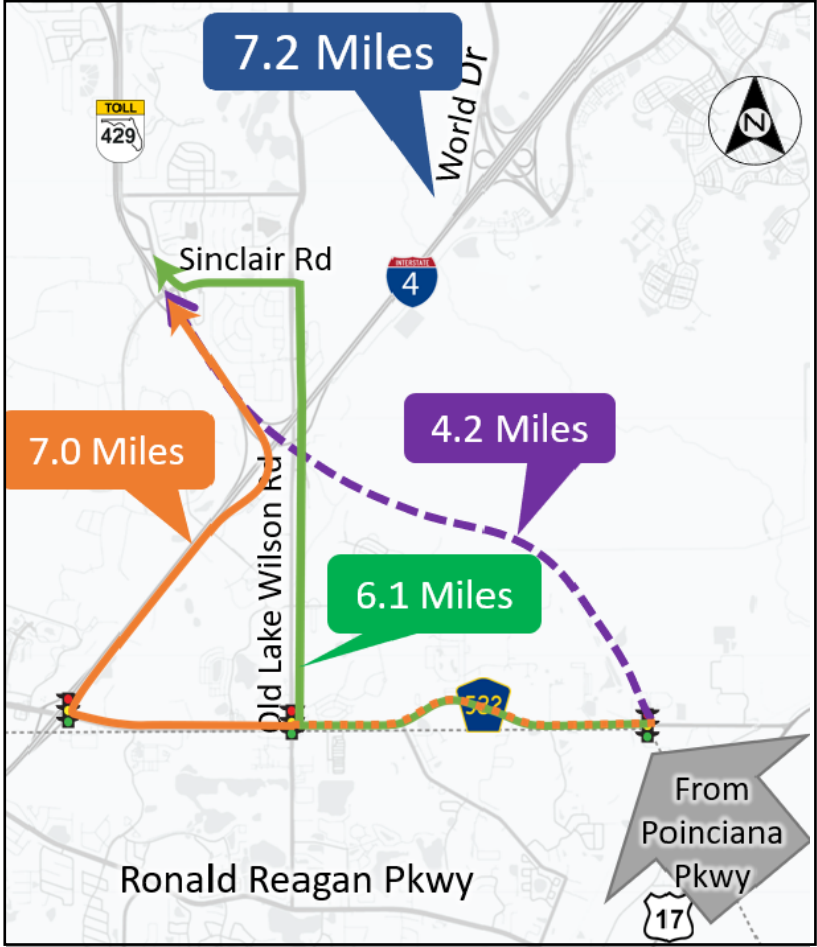 7.2 Miles
World Dr
N
TOLL
429
Sinclair Rd
INTERSTATE
4
7.0 Miles
4.2 Miles
Old Lake Wilson Rd
6.1 Miles
532
From
Poinciana
Pkwy
Ronald Reagan Pkwy
17